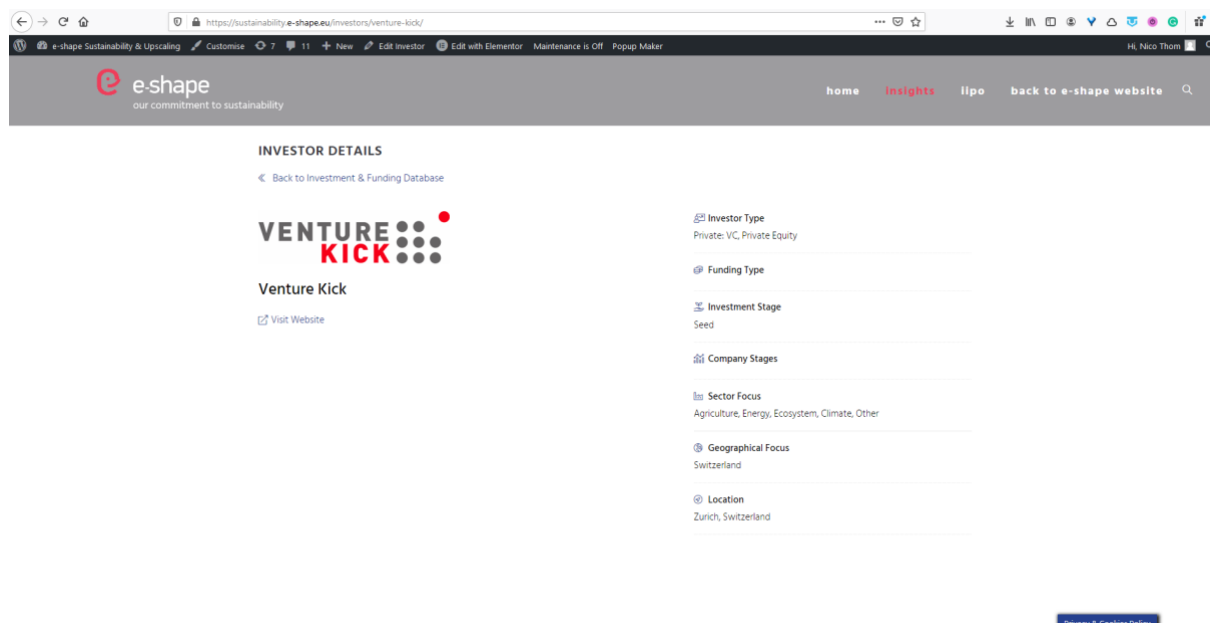 https://sustainability.e-shape.eu/investors/venture-kick/
e-shape Sustainability & Upscaling Customise 7 11 New Edit Investor Edit with Elementor Maintenance is Off Popup Maker Hi, Nico Thom
e-shape
our commitment to sustainability
home insights iipo back to e-shape website
INVESTOR DETAILS
Back to Investment & Funding Database
VENTURE
KICK
Venture Kick
Visit Website
Investor Type
Private: VC, Private Equity
Funding Type
Investment Stage
Seed
Company Stages
Sector Focus
Agriculture, Energy, Ecosystem, Climate, Other
Geographical Focus
Switzerland
Location
Zurich, Switzerland
Privacy & Cookies Policy